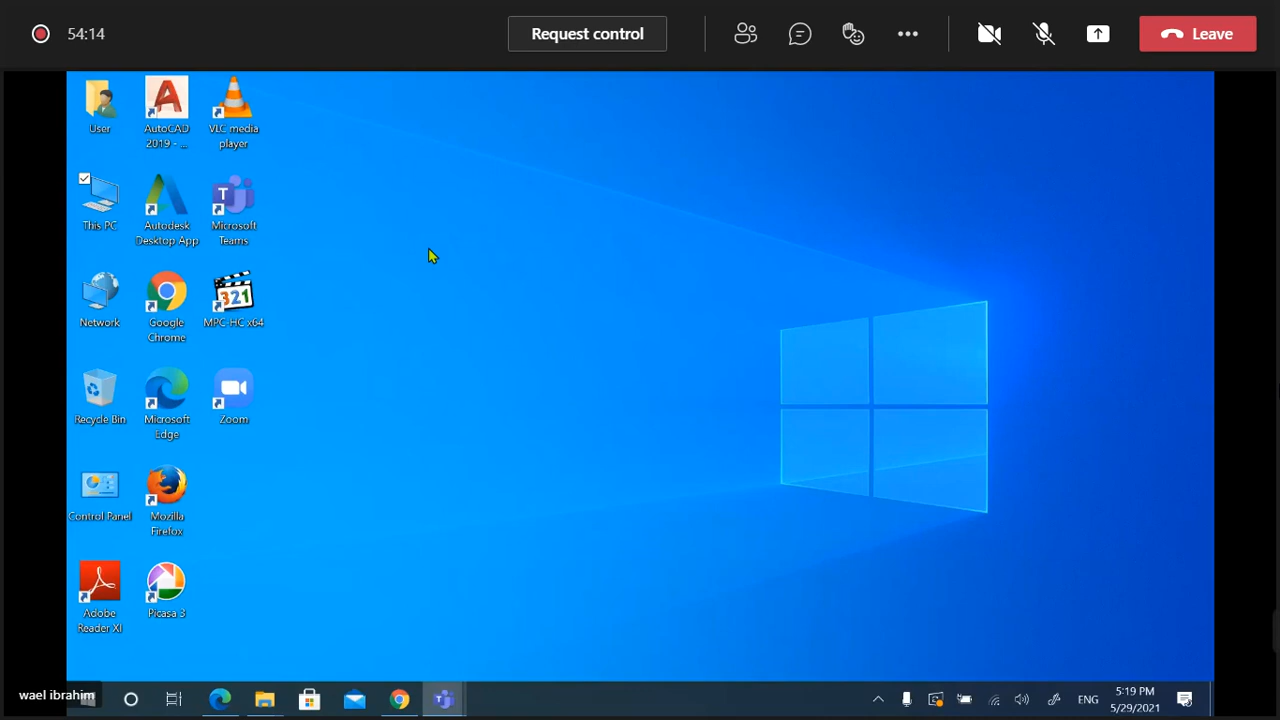 54:14
Request control
Leave
User
AutoCAD
2019 - ...
VLC media
player
This PC
Autodesk
Desktop App
Microsoft
Teams
Network
Google
Chrome
321
MPC-HC x64
Recycle Bin
Microsoft
Edge
Zoom
Control Panel
Mozilla
Firefox
Adobe
Reader XI
Picasa 3
wael ibrahim
ENG
5:19 PM
5/29/2021